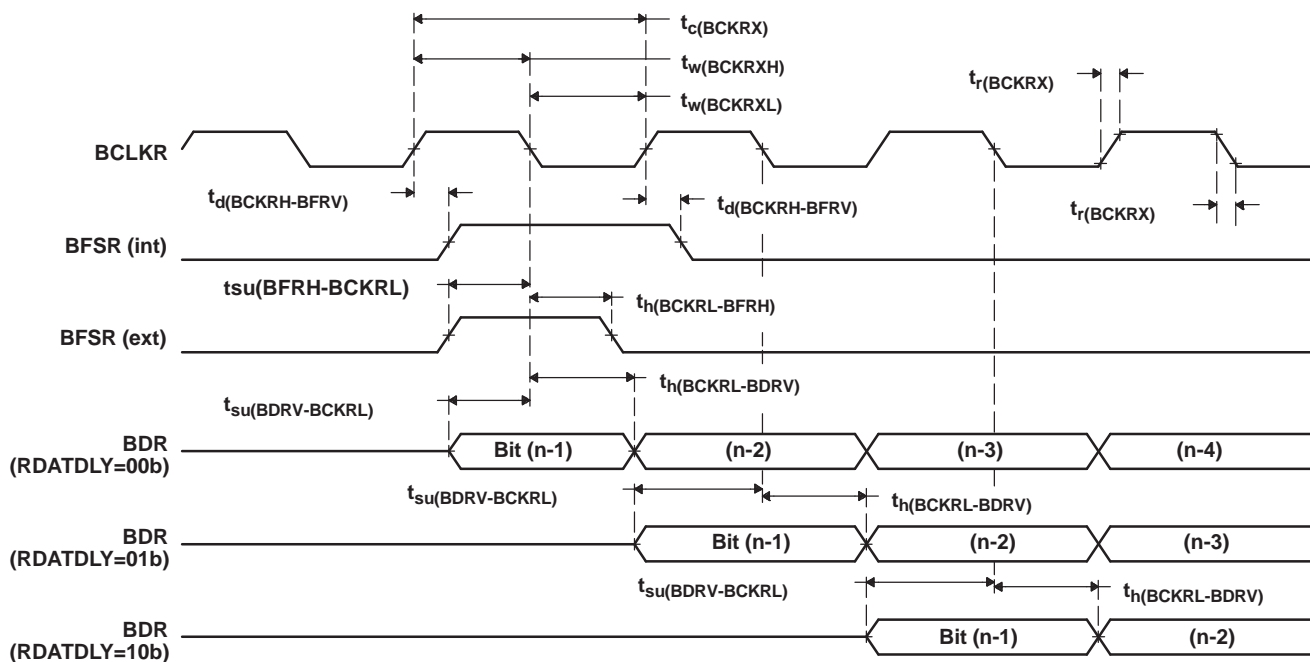 tc(BCKRX)
tw(BCKRXH)
tr(BCKRX)
tw(BCKRXL)
BCLKR
td(BCKRH-BFRV)
td(BCKRH-BFRV)
tr(BCKRX)
BFSR (int)
tsu(BFRH-BCKRL)
th(BCKRL-BFRH)
BFSR (ext)
th(BCKRL-BDRV)
tsu(BDRV-BCKRL)
BDR
(RDATDLY=00b)
Bit (n-1)
(n-2)
(n-3)
(n-4)
tsu(BDRV-BCKRL)
th(BCKRL-BDRV)
BDR
(RDATDLY=01b)
Bit (n-1)
(n-2)
(n-3)
tsu(BDRV-BCKRL)
th(BCKRL-BDRV)
BDR
(RDATDLY=10b)
Bit (n-1)
(n-2)